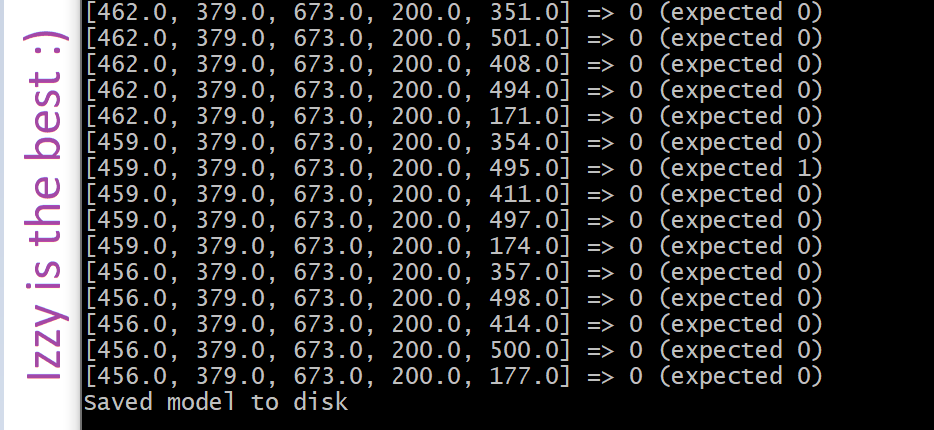 Izzy is the best :)
[462.0, 379.0, 673.0, 200.0, 351.0] => 0 (expected 0)
[462.0, 379.0, 673.0, 200.0, 501.0] => 0 (expected 0)
[462.0, 379.0, 673.0, 200.0, 408.0] => 0 (expected 0)
[462.0, 379.0, 673.0, 200.0, 494.0] => 0 (expected 0)
[462.0, 379.0, 673.0, 200.0, 171.0] => 0 (expected 0)
[459.0, 379.0, 673.0, 200.0, 354.0] => 0 (expected 0)
[459.0, 379.0, 673.0, 200.0, 495.0] => 0 (expected 1)
[459.0, 379.0, 673.0, 200.0, 411.0] => 0 (expected 0)
[459.0, 379.0, 673.0, 200.0, 497.0] => 0 (expected 0)
[459.0, 379.0, 673.0, 200.0, 174.0] => 0 (expected 0)
[456.0, 379.0, 673.0, 200.0, 357.0] => 0 (expected 0)
[456.0, 379.0, 673.0, 200.0, 498.0] => 0 (expected 0)
[456.0, 379.0, 673.0, 200.0, 414.0] => 0 (expected 0)
[456.0, 379.0, 673.0, 200.0, 500.0] => 0 (expected 0)
[456.0, 379.0, 673.0, 200.0, 177.0] => 0 (expected 0)
Saved model to disk